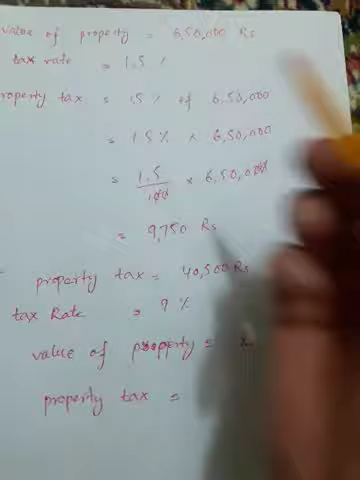 value of property = 6,50,000 Rs
tax rate = 1.5 %
property tax = 1.5 % of 6,50,000
= 1.5 % x 6,50,000
= 1.5/100 x 6,50,000
= 9,750 Rs
property tax = 40,500 Rs
tax Rate = 9 %
value of property = x
property tax =